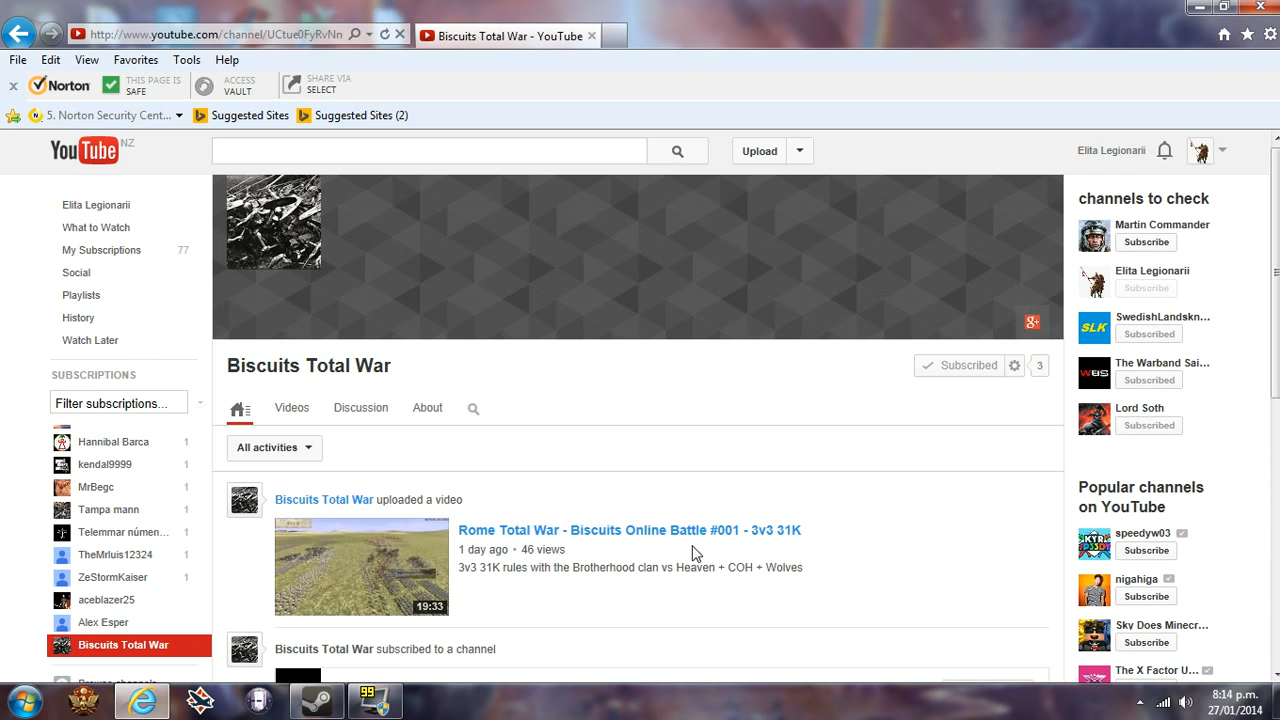 http://www.youtube.com/channel/UCtue0FyRvNn
Biscuits Total War - YouTube
File Edit View Favorites Tools Help
Norton
THIS PAGE IS
SAFE
ACCESS
VAULT
SHARE VIA
SELECT
5. Norton Security Cent...
Suggested Sites
Suggested Sites (2)
YouTube NZ
Upload
Elita Legionarii
Elita Legionarii
What to Watch
My Subscriptions 77
Social
Playlists
History
Watch Later
SUBSCRIPTIONS
Filter subscriptions...
Hannibal Barca 1
kendal9999 1
MrBegc 1
Tampa mann 1
Telemmar númen... 1
TheMrluis12324 1
ZeStormKaiser 1
aceblazer25
Alex Esper
Biscuits Total War
Biscuits Total War
Subscribed 3
Videos Discussion About
All activities
Biscuits Total War uploaded a video
Rome Total War - Biscuits Online Battle #001 - 3v3 31K
1 day ago • 46 views
3v3 31K rules with the Brotherhood clan vs Heaven + COH + Wolves
19:33
Biscuits Total War subscribed to a channel
channels to check
Martin Commander
Subscribe
Elita Legionarii
Subscribe
SLK
SwedishLandskn...
Subscribed
WBS
The Warband Sai...
Subscribed
Lord Soth
Subscribed
Popular channels
on YouTube
speedyw03
Subscribe
nigahiga
Subscribe
Sky Does Minecr...
Subscribe
The X Factor U...
99
8:14 p.m.
27/01/2014